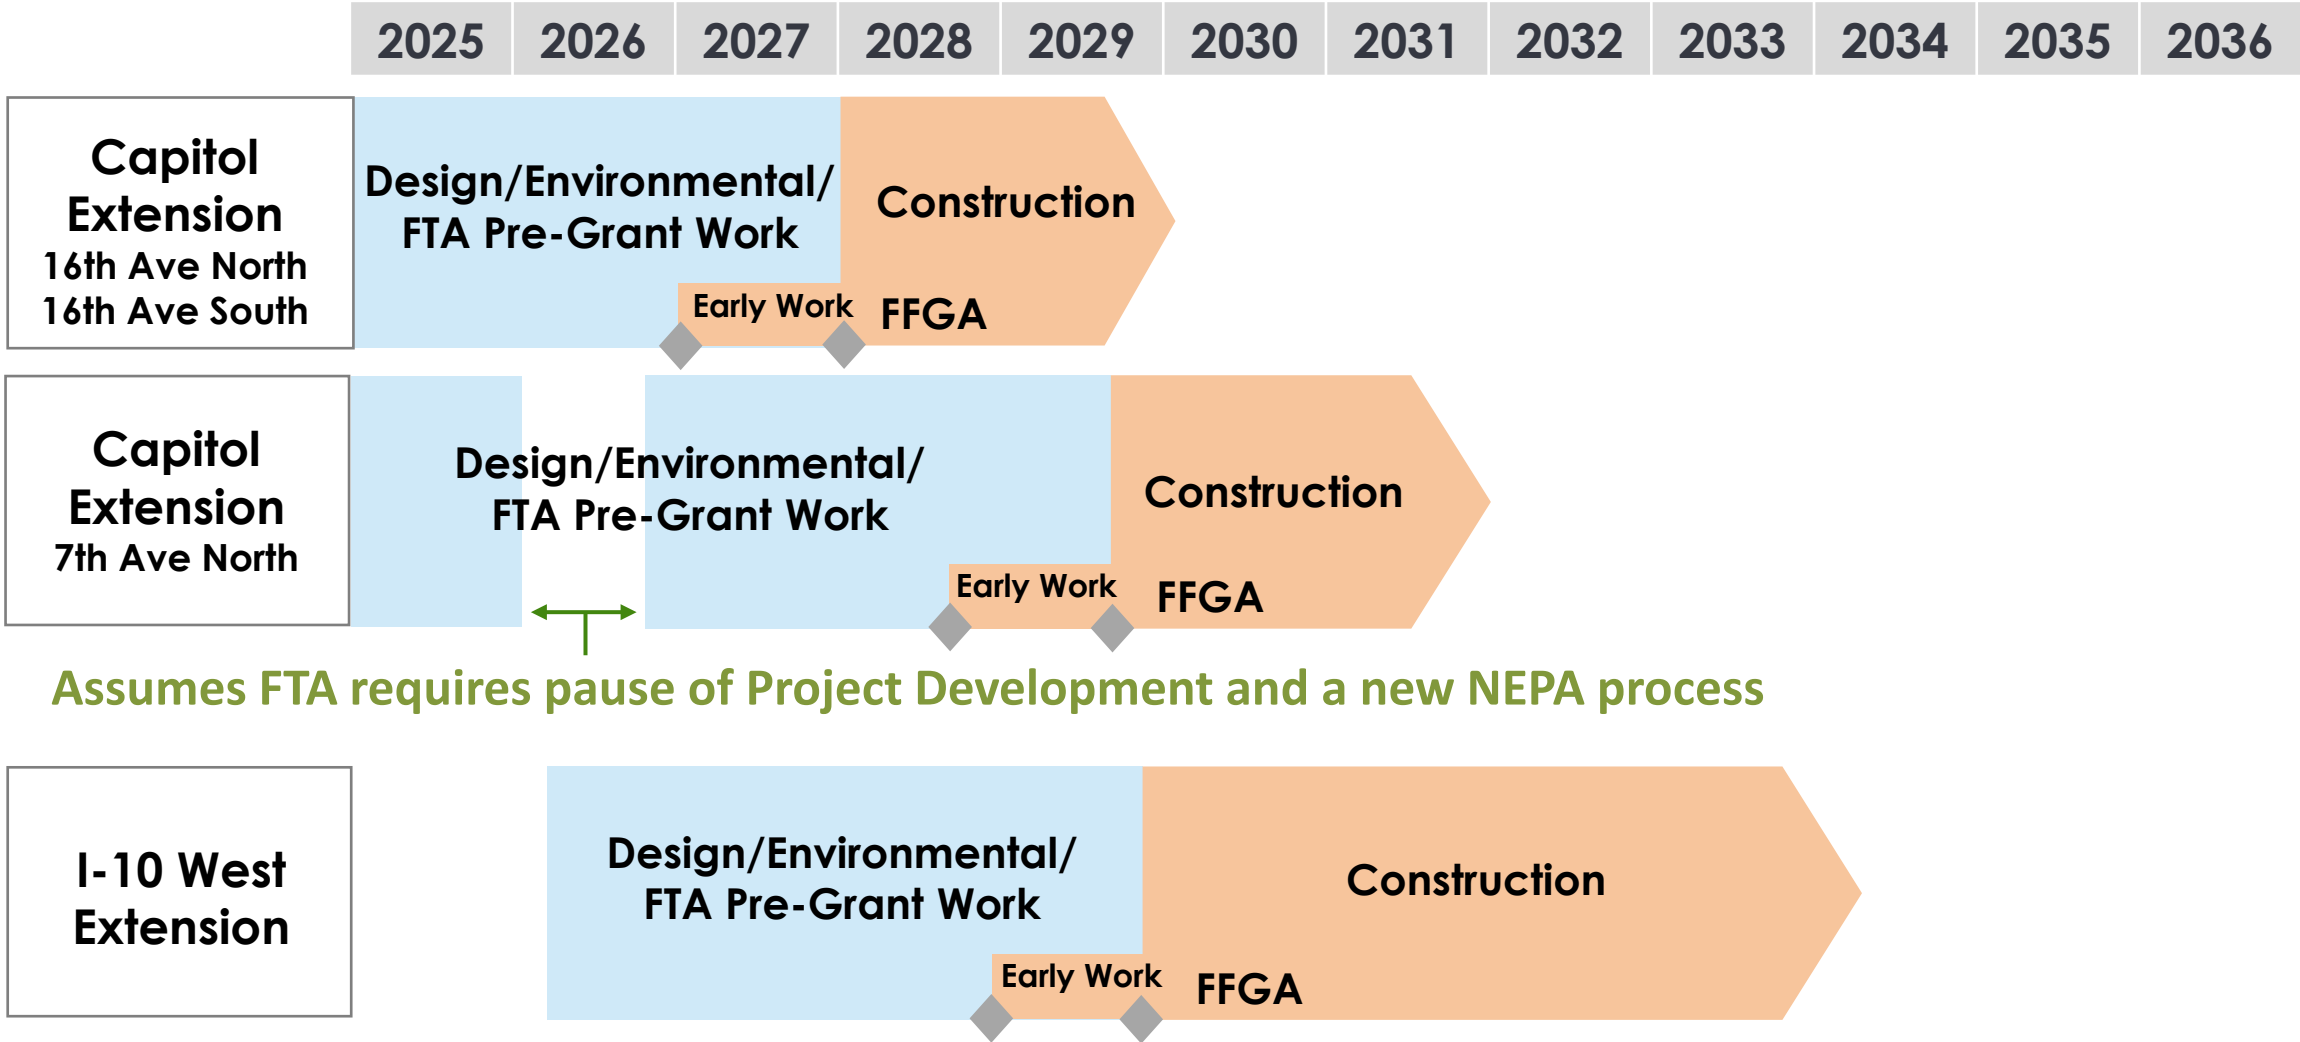 2025 2026 2027 2028 2029 2030 2031 2032 2033 2034 2035 2036
Capitol
Extension
16th Ave North
16th Ave South
Design/Environmental/
FTA Pre-Grant Work
Construction
Early Work
FFGA
Capitol
Extension
7th Ave North
Design/Environmental/
FTA Pre-Grant Work
Construction
Early Work
FFGA
Assumes FTA requires pause of Project Development and a new NEPA process
I-10 West
Extension
Design/Environmental/
FTA Pre-Grant Work
Construction
Early Work
FFGA